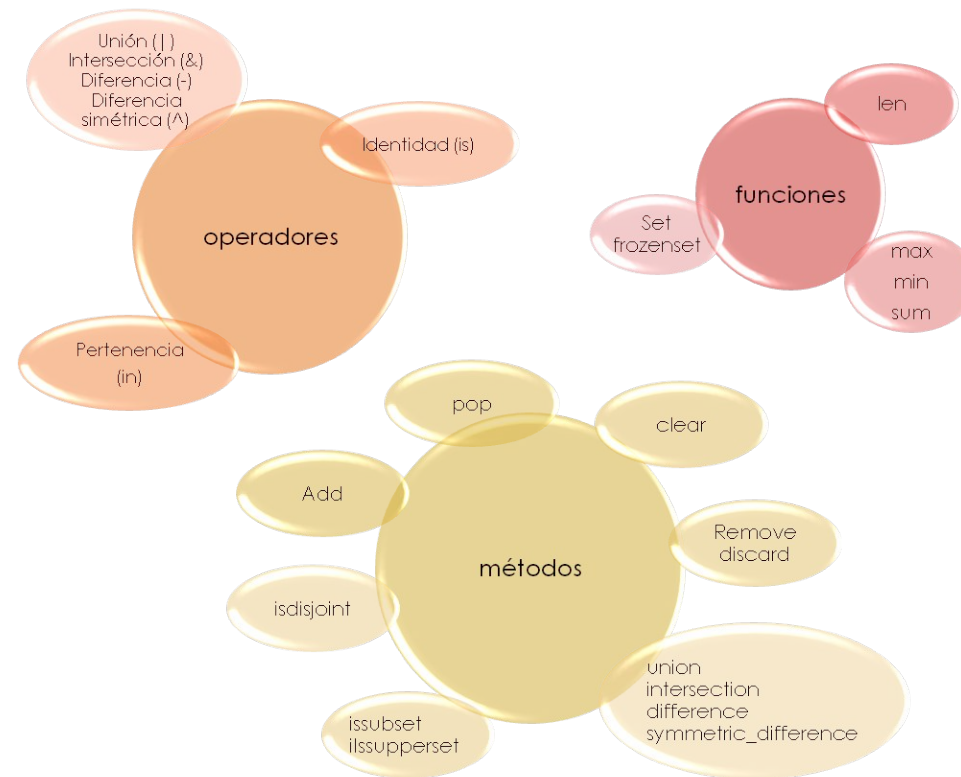 Unión (|)
Intersección (&)
Diferencia (-)
Diferencia
simétrica (^)
Identidad (is)
operadores
Pertenencia
(in)
len
funciones
Set
frozenset
max
min
sum
pop
clear
Add
Remove
discard
métodos
isdisjoint
issubset
ilssupperset
union
intersection
difference
symmetric_difference